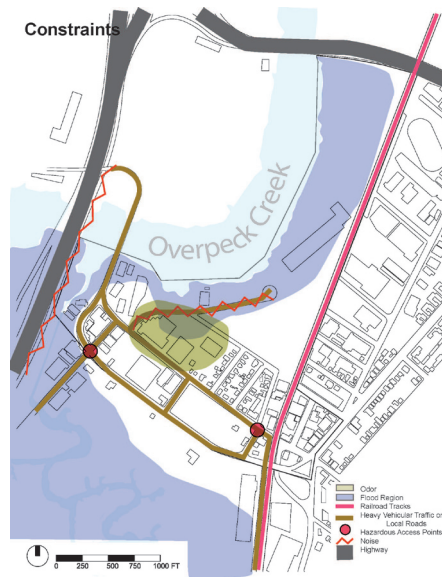 Constraints
Overpeck Creek
Odor
Flood Region
Railroad Tracks
Heavy Vehicular Traffic on
Local Roads
Hazardous Access Points
Noise
Highway
0 250 500 750 1000 FT